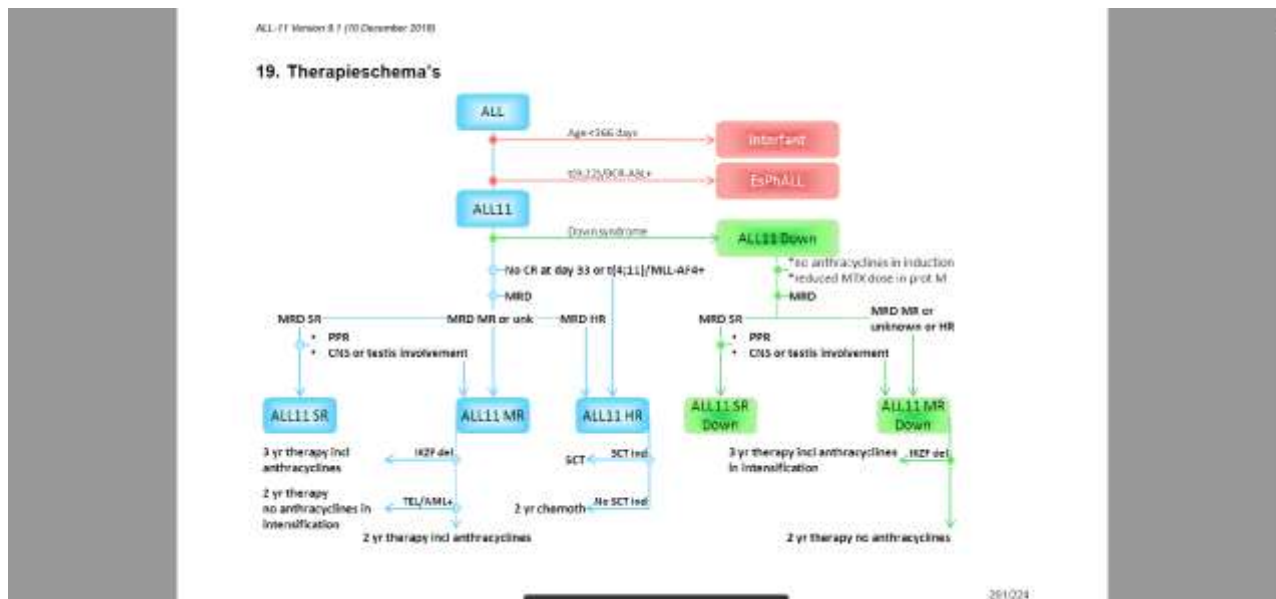 ALL-11 Version 9.1 (10 December 2018)
19. Therapieschema's
ALL
Age <366 days
Interfant
t(9;22)/BCR-ABL+
EsPhALL
ALL11
Down syndrome
ALL11 Down
*no anthracyclines in induction
*reduced MTX dose in prot M
No CR at day 33 or t(4;11)/MLL-AF4+
MRD
MRD
MRD SR
MRD MR or unk
MRD HR
MRD SR
MRD MR or
unknown or HR
• PPR
• CNS or testis involvement
• PPR
• CNS or testis involvement
ALL11 SR
ALL11 MR
ALL11 HR
ALL11 SR
Down
ALL11 MR
Down
3 yr therapy incl
anthracyclines
IKZF del
SCT
SCT ind
3 yr therapy incl anthracyclines
in intensification
IKZF del
2 yr therapy
no anthracyclines in
intensification
TEL/AML+
2 yr chemoth
No SCT ind
2 yr therapy incl anthracyclines
2 yr therapy no anthracyclines